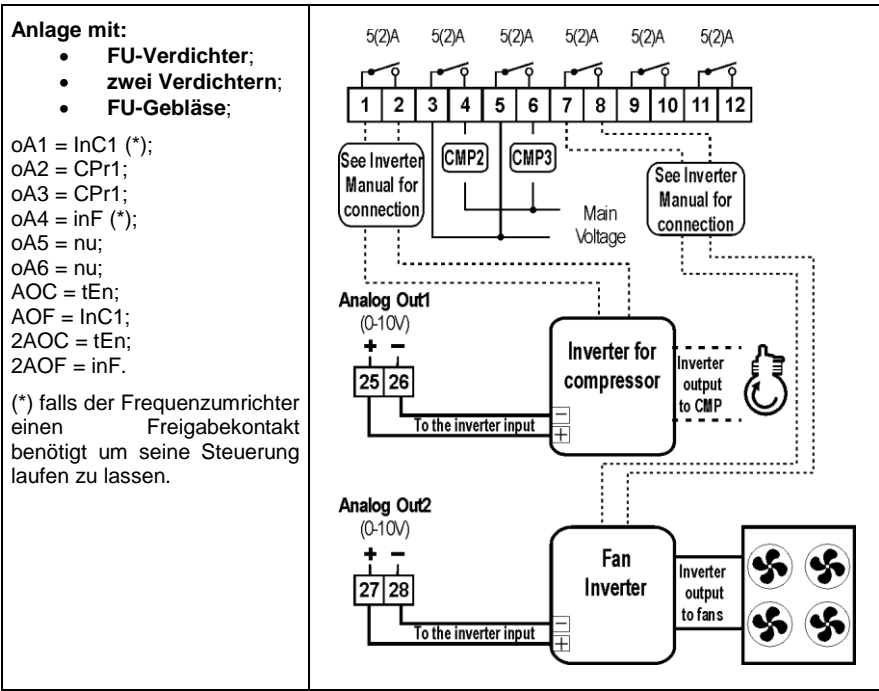 Anlage mit:
• FU-Verdichter;
• zwei Verdichtern;
• FU-Gebläse;
oA1 = InC1 (*);
oA2 = CPr1;
oA3 = CPr1;
oA4 = inF (*);
oA5 = nu;
oA6 = nu;
AOC = tEn;
AOF = InC1;
2AOC = tEn;
2AOF = inF.
(*) falls der Frequenzumrichter
einen Freigabekontakt
benötigt um seine Steuerung
laufen zu lassen.
5(2)A 5(2)A 5(2)A 5(2)A 5(2)A 5(2)A
1 2 3 4 5 6 7 8 9 10 11 12
See Inverter
Manual for
connection
CMP2
CMP3
See Inverter
Manual for
connection
Main
Voltage
Analog Out1
(0-10V)
+ −
25 26
To the inverter input
−
+
Inverter for
compressor
Inverter
output
to CMP
Analog Out2
(0-10V)
+ −
27 28
To the inverter input
−
+
Fan
Inverter
Inverter
output
to fans